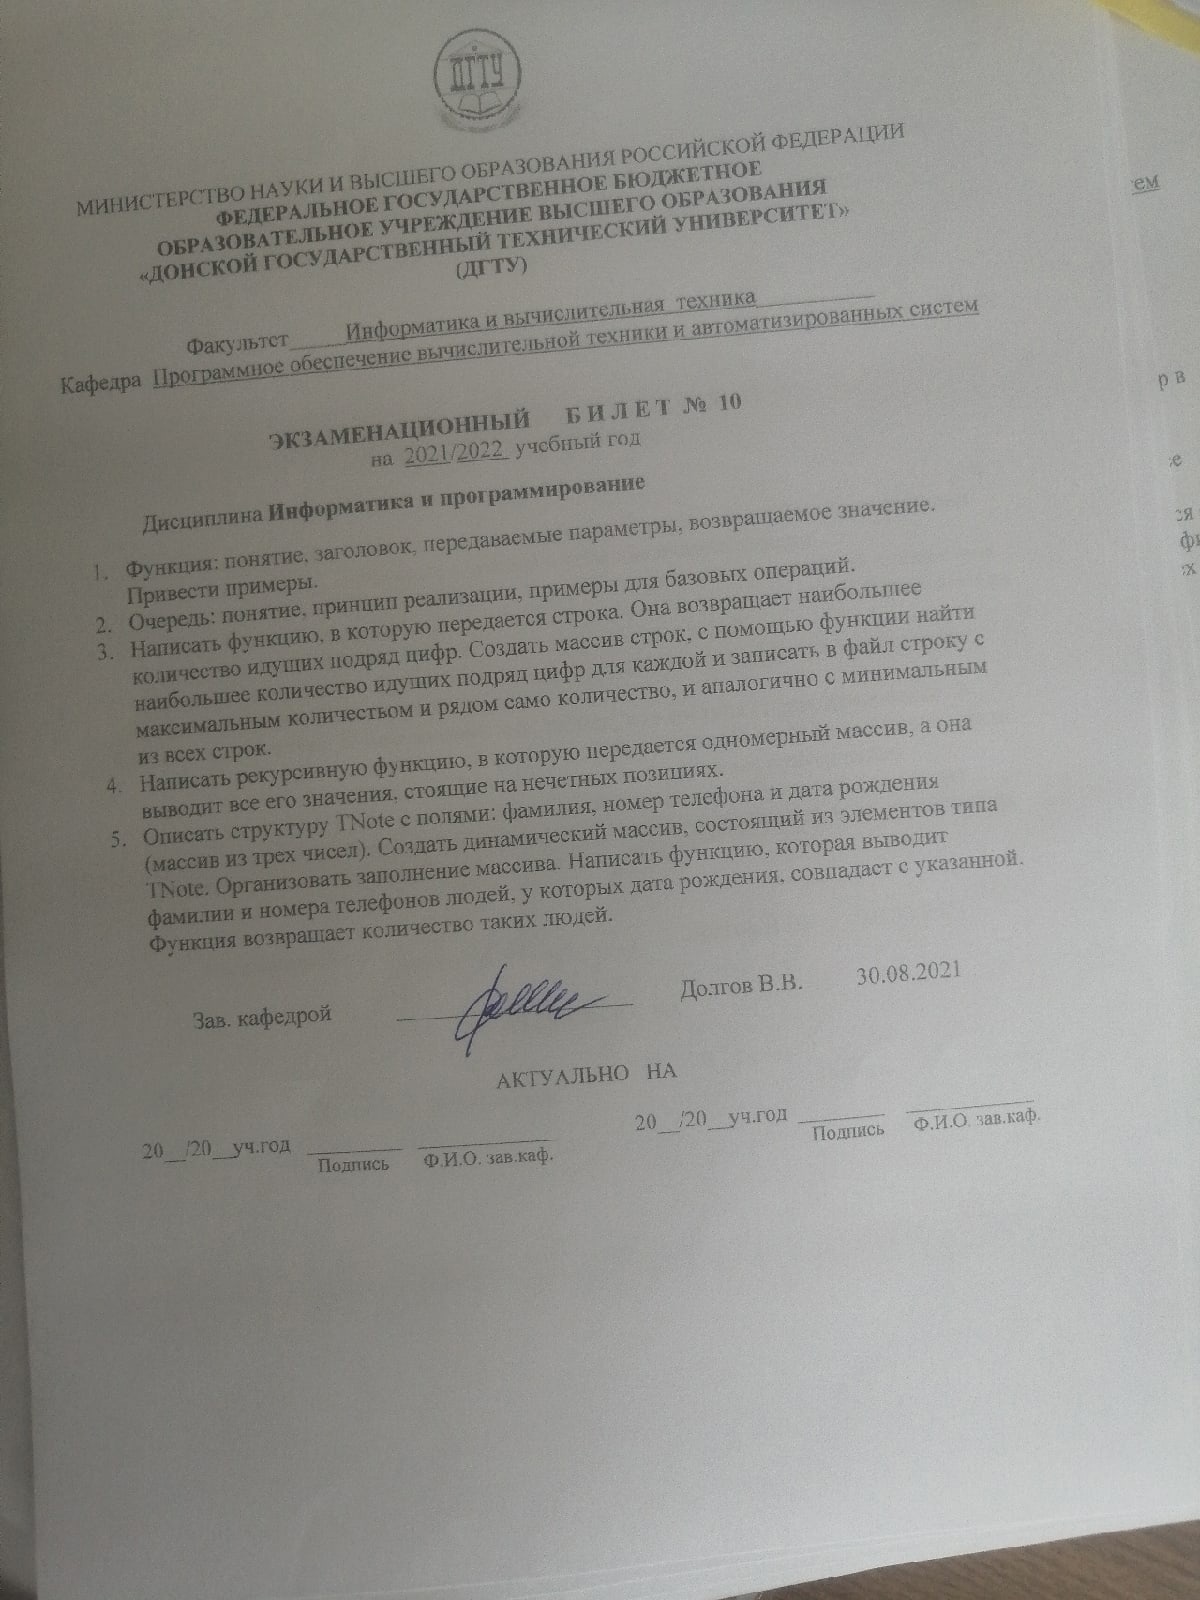 ДГТУ
МИНИСТЕРСТВО НАУКИ И ВЫСШЕГО ОБРАЗОВАНИЯ РОССИЙСКОЙ ФЕДЕРАЦИИ
ФЕДЕРАЛЬНОЕ ГОСУДАРСТВЕННОЕ БЮДЖЕТНОЕ
ОБРАЗОВАТЕЛЬНОЕ УЧРЕЖДЕНИЕ ВЫСШЕГО ОБРАЗОВАНИЯ
«ДОНСКОЙ ГОСУДАРСТВЕННЫЙ ТЕХНИЧЕСКИЙ УНИВЕРСИТЕТ»
(ДГТУ)
Факультет Информатика и вычислительная техника
Кафедра Программное обеспечение вычислительной техники и автоматизированных систем
ЭКЗАМЕНАЦИОННЫЙ Б И Л Е Т № 10
на 2021/2022 учебный год
Дисциплина Информатика и программирование
1. Функция: понятие, заголовок, передаваемые параметры, возвращаемое значение.
Привести примеры.
2. Очередь: понятие, принцип реализации, примеры для базовых операций.
3. Написать функцию, в которую передается строка. Она возвращает наибольшее
количество идущих подряд цифр. Создать массив строк, с помощью функции найти
наибольшее количество идущих подряд цифр для каждой и записать в файл строку с
максимальным количеством и рядом само количество, и аналогично с минимальным
из всех строк.
4. Написать рекурсивную функцию, в которую передается одномерный массив, а она
выводит все его значения, стоящие на нечетных позициях.
5. Описать структуру TNote с полями: фамилия, номер телефона и дата рождения
(массив из трех чисел). Создать динамический массив, состоящий из элементов типа
TNote. Организовать заполнение массива. Написать функцию, которая выводит
фамилии и номера телефонов людей, у которых дата рождения, совпадает с указанной.
Функция возвращает количество таких людей.
Зав. кафедрой Долгов В.В. 30.08.2021
АКТУАЛЬНО НА
20__/20__уч.год ________ ____________ 20__/20__уч.год ________ ____________
Подпись Ф.И.О. зав.каф. Подпись Ф.И.О. зав.каф.